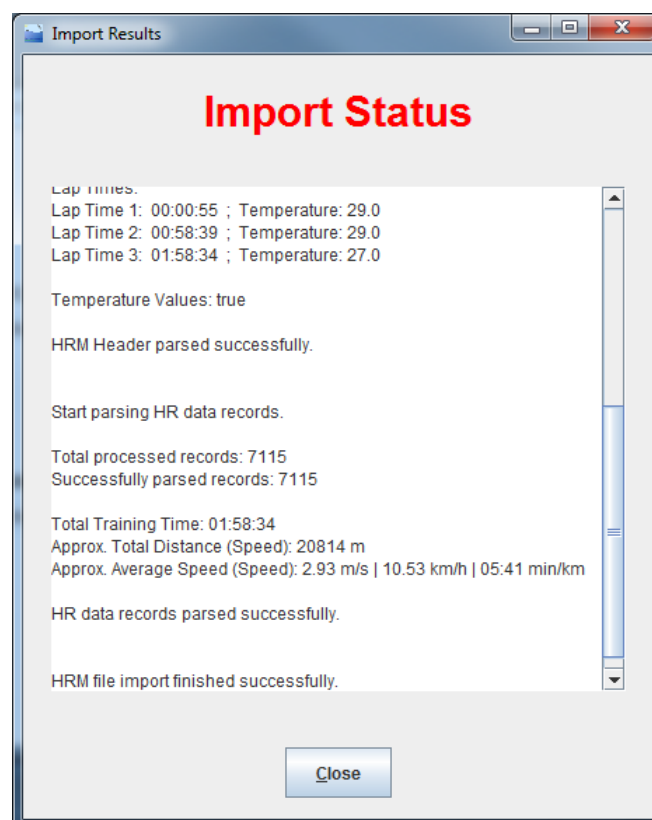 Import Results
Import Status
Lap Times:
Lap Time 1: 00:00:55 ; Temperature: 29.0
Lap Time 2: 00:58:39 ; Temperature: 29.0
Lap Time 3: 01:58:34 ; Temperature: 27.0
Temperature Values: true
HRM Header parsed successfully.
Start parsing HR data records.
Total processed records: 7115
Successfully parsed records: 7115
Total Training Time: 01:58:34
Approx. Total Distance (Speed): 20814 m
Approx. Average Speed (Speed): 2.93 m/s | 10.53 km/h | 05:41 min/km
HR data records parsed successfully.
HRM file import finished successfully.
Close